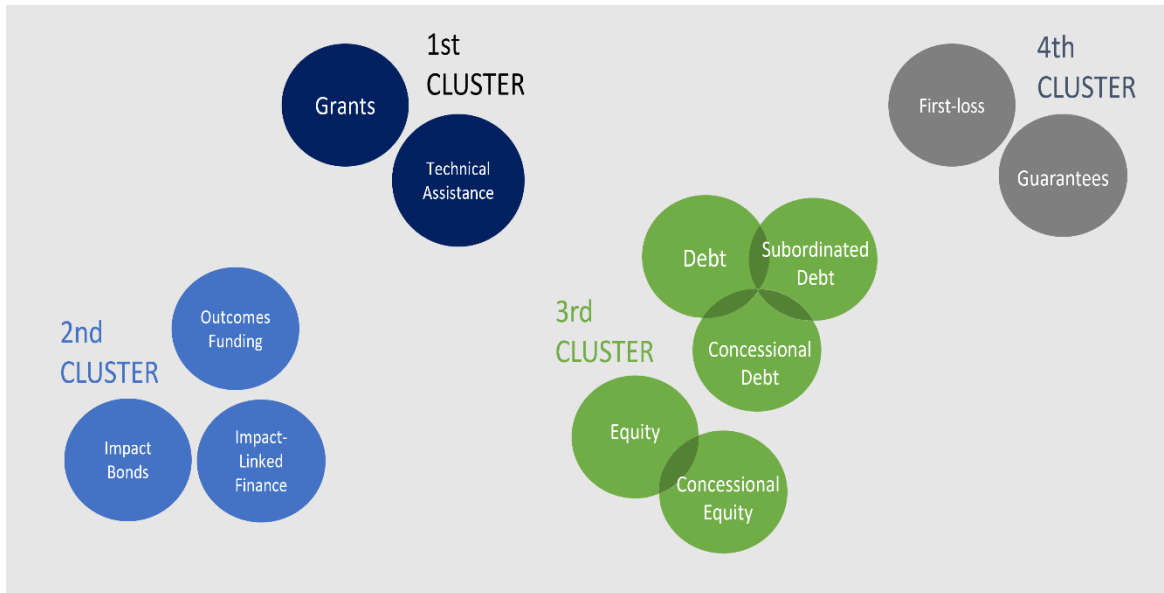 1st
CLUSTER
Grants
Technical
Assistance
2nd
CLUSTER
Outcomes
Funding
Impact
Bonds
Impact-
Linked
Finance
3rd
CLUSTER
Debt
Subordinated
Debt
Concessional
Debt
Equity
Concessional
Equity
4th
CLUSTER
First-loss
Guarantees